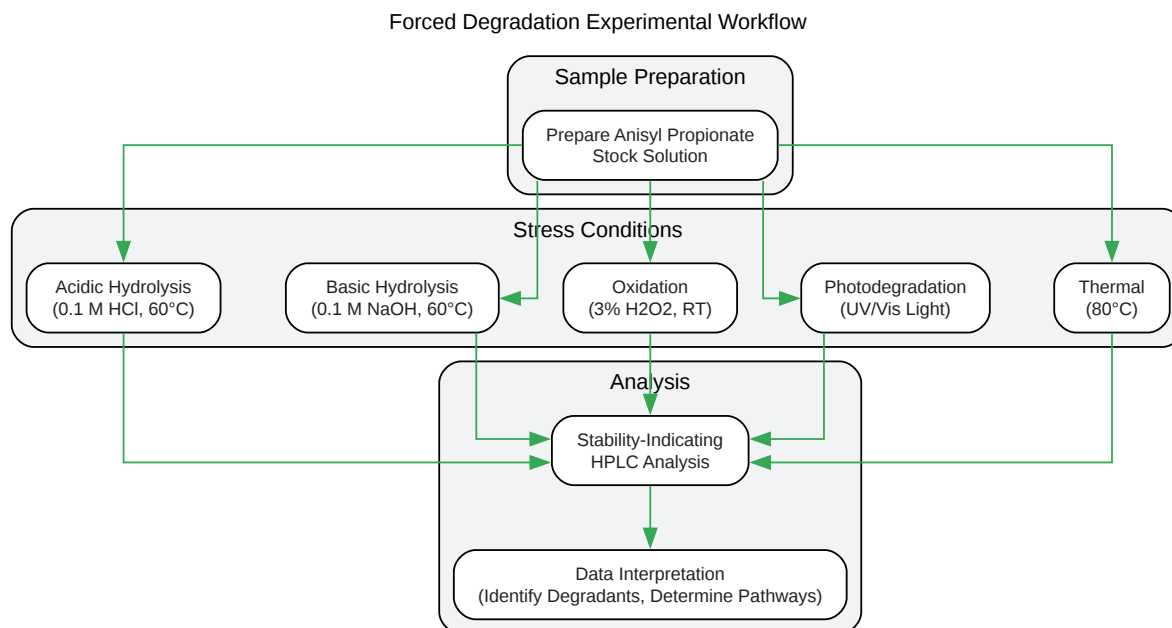 Forced Degradation Experimental Workflow
Sample Preparation
Prepare Anisyl Propionate
Stock Solution
Stress Conditions
Acidic Hydrolysis
(0.1 M HCl, 60°C)
Basic Hydrolysis
(0.1 M NaOH, 60°C)
Oxidation
(3% H2O2, RT)
Photodegradation
(UV/Vis Light)
Thermal
(80°C)
Analysis
Stability-Indicating
HPLC Analysis
Data Interpretation
(Identify Degradants, Determine Pathways)